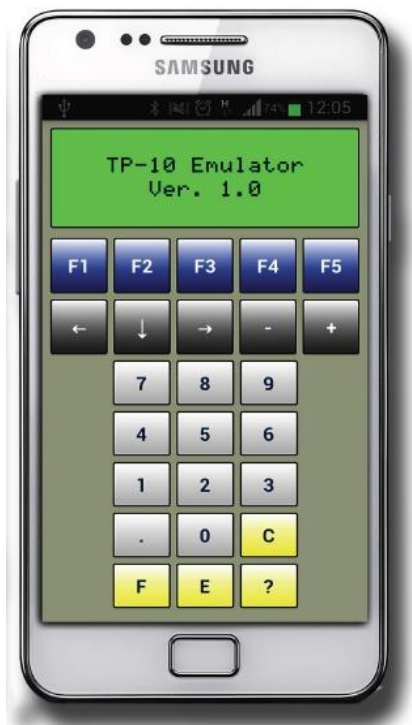 SAMSUNG
H 74% 12:05
TP-10 Emulator
Ver. 1.0
F1 F2 F3 F4 F5
← ↓ → - +
7 8 9
4 5 6
1 2 3
. 0 C
F E ?